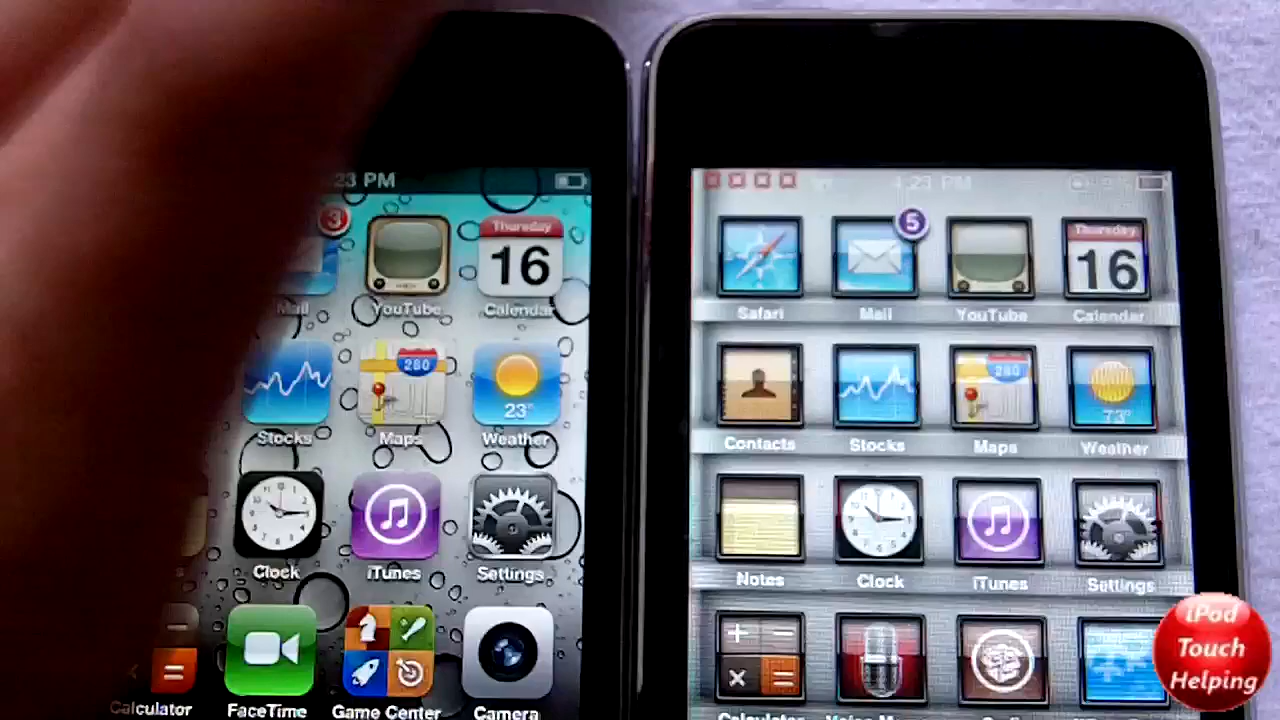 23 PM
4:23 PM
3
Thursday
16
Mail
YouTube
Calendar
5
Thursday
16
Safari
Mail
YouTube
Calendar
280
23°
Stocks
Maps
Weather
280
73°
Contacts
Stocks
Maps
Weather
Clock
iTunes
Settings
Notes
Clock
iTunes
Settings
Calculator
FaceTime
Game Center
Camera
Calculator
iPod
Touch
Helping